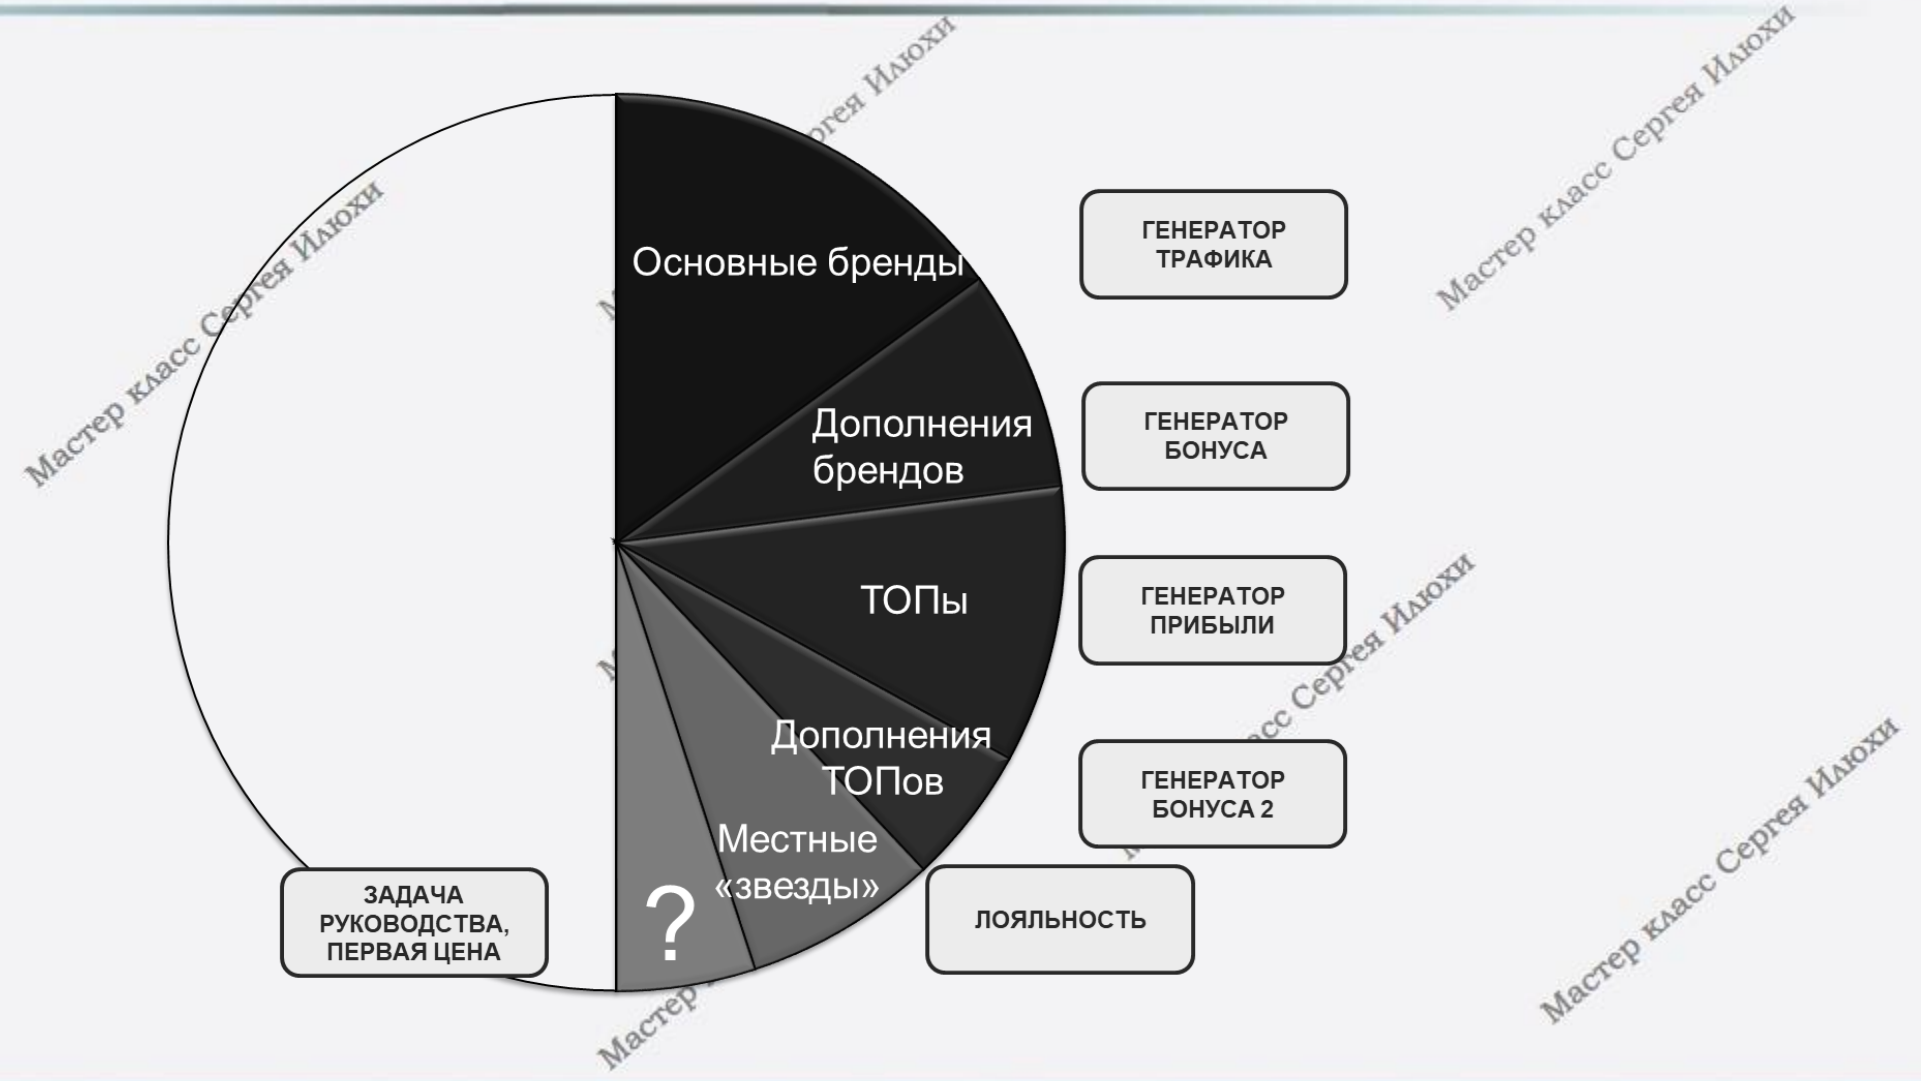 Основные бренды
Дополнения
брендов
ТОПы
Дополнения
ТОПов
Местные
«звезды»
?
ГЕНЕРАТОР
ТРАФИКА
ГЕНЕРАТОР
БОНУСА
ГЕНЕРАТОР
ПРИБЫЛИ
ГЕНЕРАТОР
БОНУСА 2
ЛОЯЛЬНОСТЬ
ЗАДАЧА
РУКОВОДСТВА,
ПЕРВАЯ ЦЕНА
Мастер класс Сергея Илюхи
Илюхи
Мастер класс Сергея Илюхи
Сергея Илюхи
Мастер класс Сергея Илюхи
Мастер